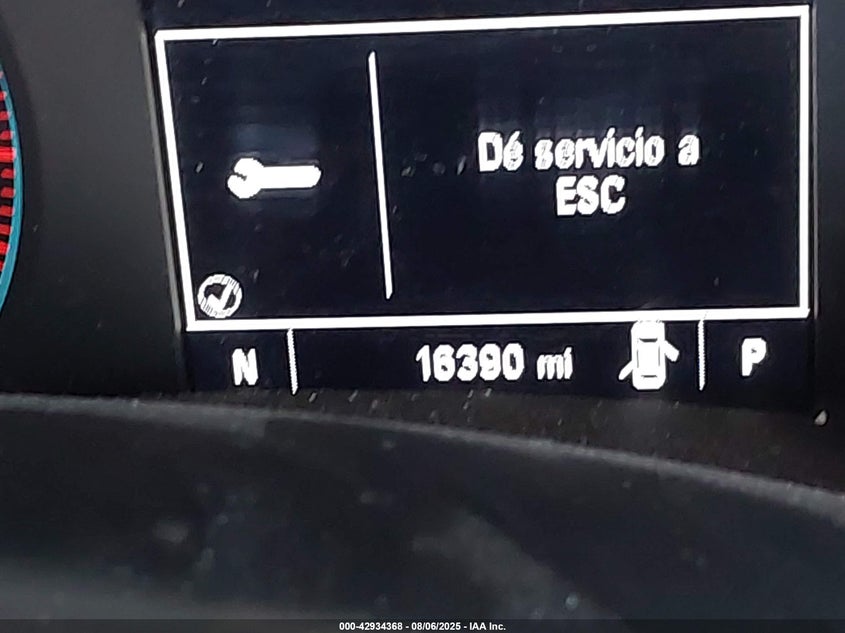 Dé servicio a
ESC
N
16390 mi
P
000-42934368 - 08/06/2025 - IAA Inc.